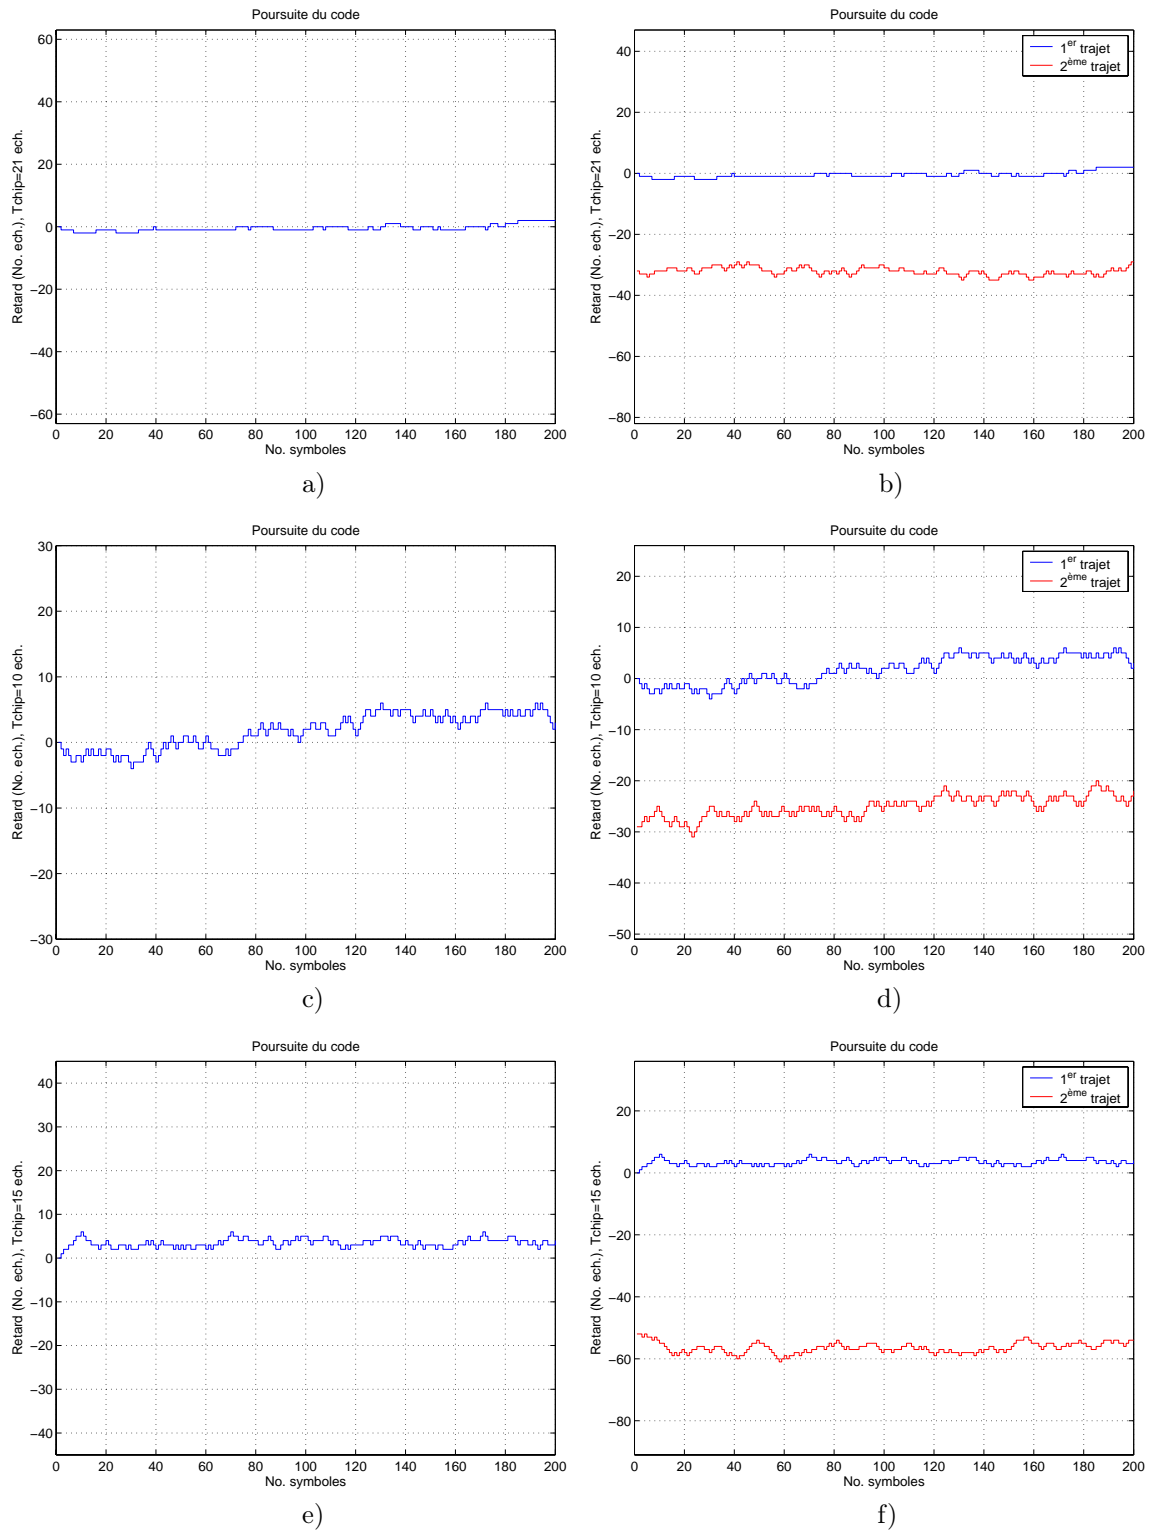 Poursuite du code
Retard (No. ech.), Tchip=21 ech.
60
40
20
0
−20
−40
−60
0 20 40 60 80 100 120 140 160 180 200
No. symboles
a)
Poursuite du code
1er trajet
2ème trajet
Retard (No. ech.), Tchip=21 ech.
40
20
0
−20
−40
−60
−80
0 20 40 60 80 100 120 140 160 180 200
No. symboles
b)
Poursuite du code
Retard (No. ech.), Tchip=10 ech.
30
20
10
0
−10
−20
−30
0 20 40 60 80 100 120 140 160 180 200
No. symboles
c)
Poursuite du code
1er trajet
2ème trajet
Retard (No. ech.), Tchip=10 ech.
20
10
0
−10
−20
−30
−40
−50
0 20 40 60 80 100 120 140 160 180 200
No. symboles
d)
Poursuite du code
Retard (No. ech.), Tchip=15 ech.
40
30
20
10
0
−10
−20
−30
−40
0 20 40 60 80 100 120 140 160 180 200
No. symboles
e)
Poursuite du code
1er trajet
2ème trajet
Retard (No. ech.), Tchip=15 ech.
20
0
−20
−40
−60
−80
0 20 40 60 80 100 120 140 160 180 200
No. symboles
f)